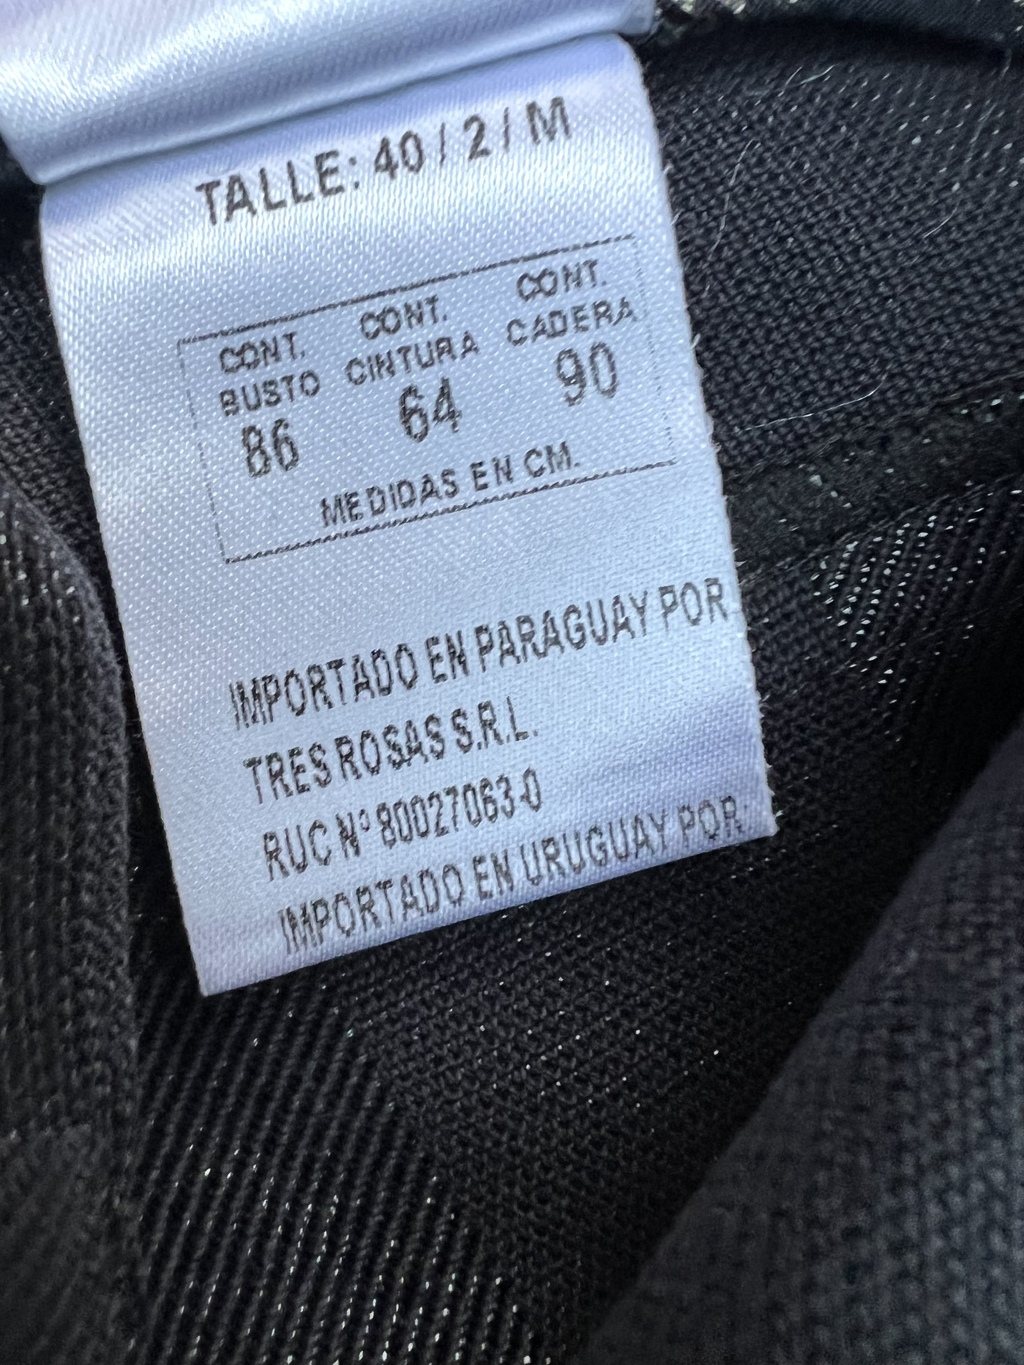 TALLE: 40 / 2 / M
CONT. CONT. CONT.
BUSTO CINTURA CADERA
86 64 90
MEDIDAS EN CM.
IMPORTADO EN PARAGUAY POR
TRES ROSAS S.R.L.
RUC N° 80027063-0
IMPORTADO EN URUGUAY POR: